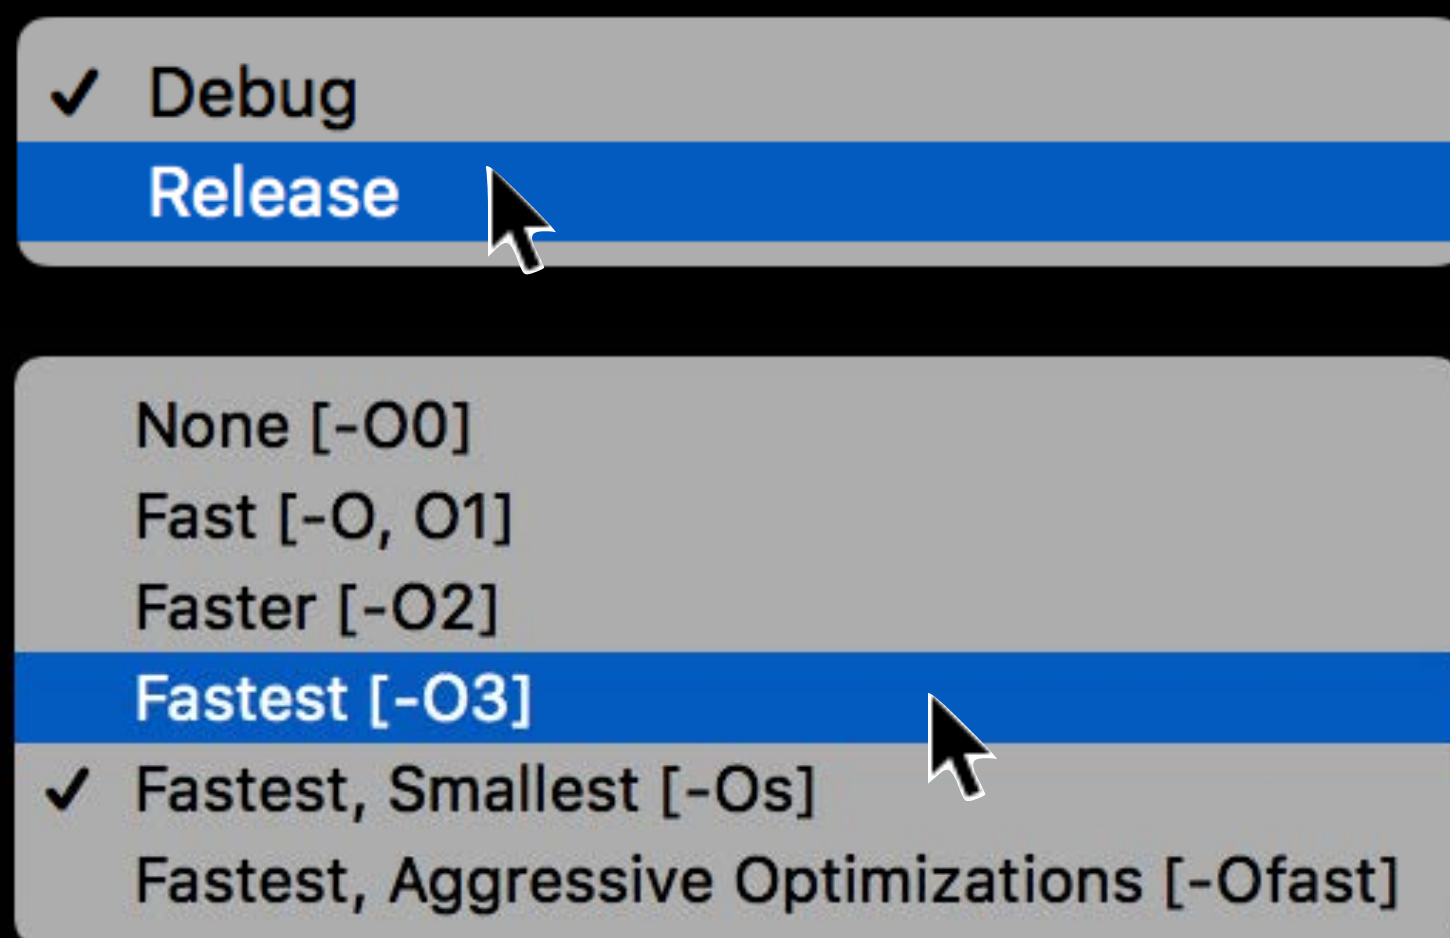 Debug
Release
None [-O0]
Fast [-O, O1]
Faster [-O2]
Fastest [-O3]
Fastest, Smallest [-Os]
Fastest, Aggressive Optimizations [-Ofast]